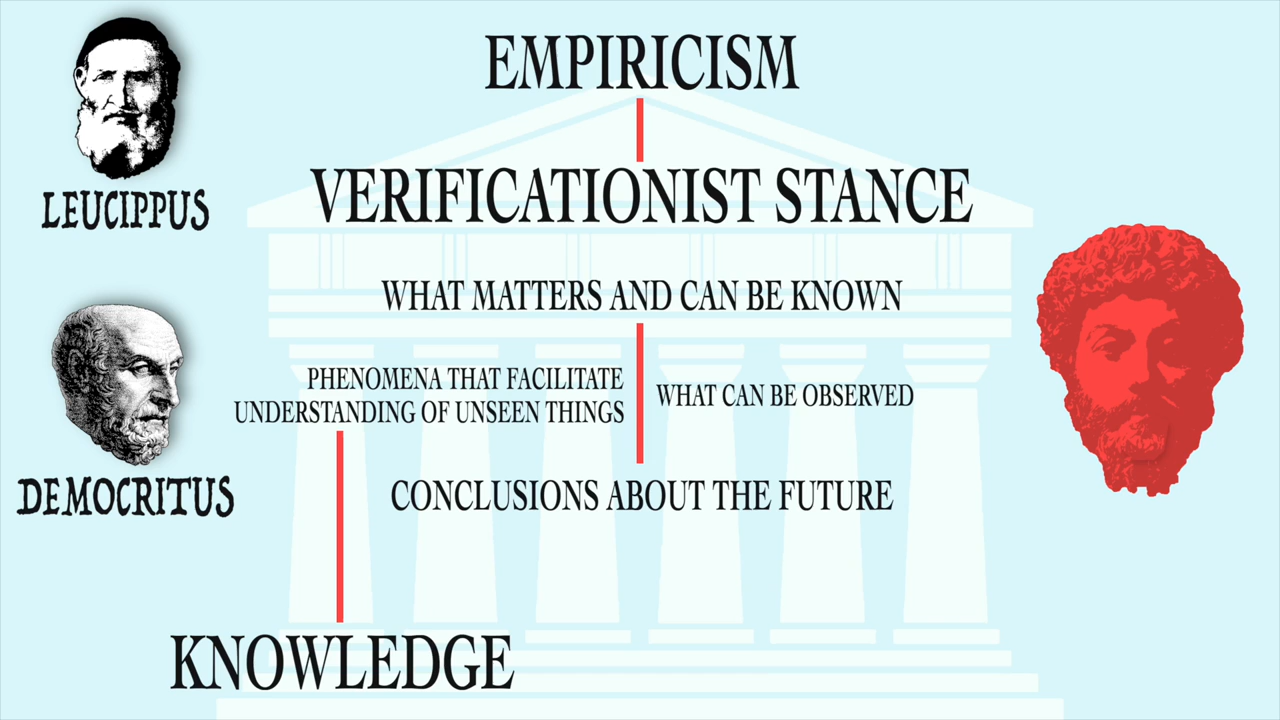 LEUCIPPUS
DEMOCRITUS
EMPIRICISM
VERIFICATIONIST STANCE
WHAT MATTERS AND CAN BE KNOWN
PHENOMENA THAT FACILITATE
UNDERSTANDING OF UNSEEN THINGS
WHAT CAN BE OBSERVED
CONCLUSIONS ABOUT THE FUTURE
KNOWLEDGE